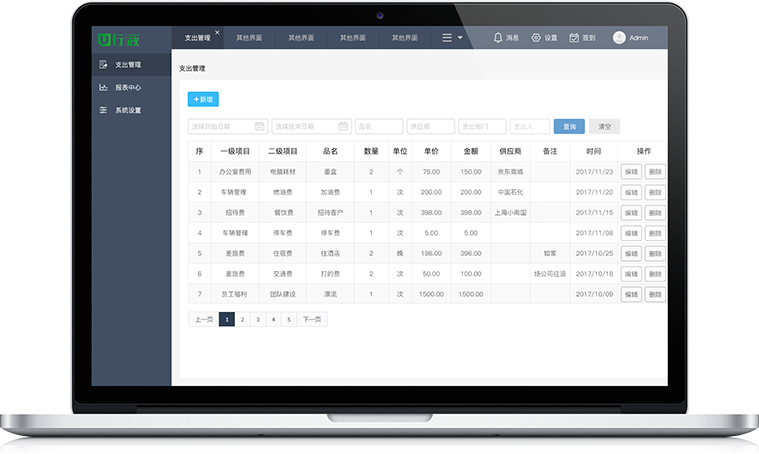 U行政 支出管理 × 其他界面 其他界面 其他界面 其他界面 消息 设置 签到 Admin
支出管理
报表中心
系统设置
支出管理
+新增
选择开始日期 选择结束日期 品名 供应商 支出部门 支出人 查询 清空
序 一级项目 二级项目 品名 数量 单位 单价 金额 供应商 备注 时间 操作
1 办公室费用 电脑耗材 墨盒 2 个 75.00 150.00 京东商城 2017/11/23 编辑 删除
2 车辆管理 燃油费 加油费 1 次 200.00 200.00 中国石化 2017/11/20 编辑 删除
3 招待费 餐饮费 招待客户 1 次 398.00 398.00 上海小南国 2017/11/15 编辑 删除
4 车辆管理 停车费 停车费 1 次 5.00 5.00 2017/11/08 编辑 删除
5 差旅费 住宿费 住酒店 2 晚 198.00 396.00 如家 2017/10/25 编辑 删除
6 差旅费 交通费 打的费 2 次 50.00 100.00 场公司往返 2017/10/18 编辑 删除
7 员工福利 团队建设 漂流 1 次 1500.00 1500.00 2017/10/09 编辑 删除
上一页 1 2 3 4 5 下一页